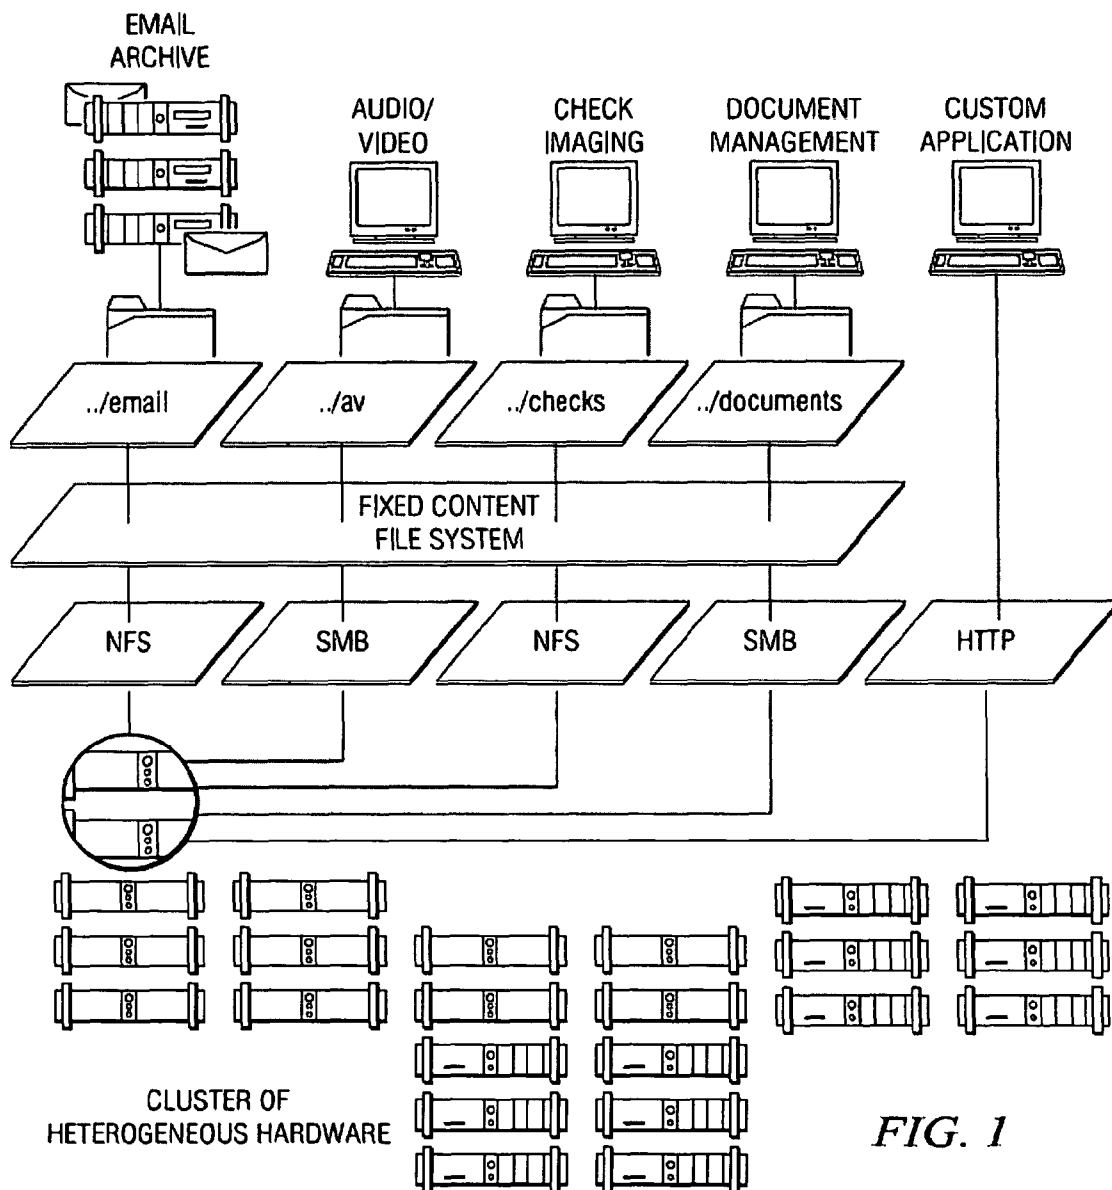 EMAIL
ARCHIVE
AUDIO/
VIDEO
CHECK
IMAGING
DOCUMENT
MANAGEMENT
CUSTOM
APPLICATION
../email
../av
../checks
../documents
FIXED CONTENT
FILE SYSTEM
NFS
SMB
NFS
SMB
HTTP
CLUSTER OF
HETEROGENEOUS HARDWARE
FIG. 1